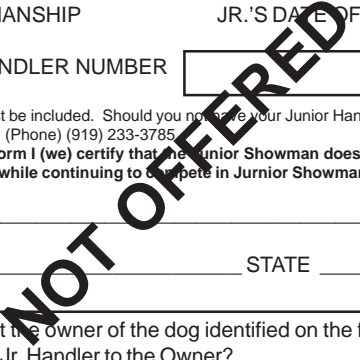 MANSHIP JR.'S DATE OF
NDLER NUMBER
t be included. Should you not have your Junior Han
(Phone) (919) 233-3785
orm I (we) certify that the Junior Showman does
while continuing to compete in Jurnior Showma
NOT OFFERED
STATE
t the owner of the dog identified on the f
Jr. Handler to the Owner?